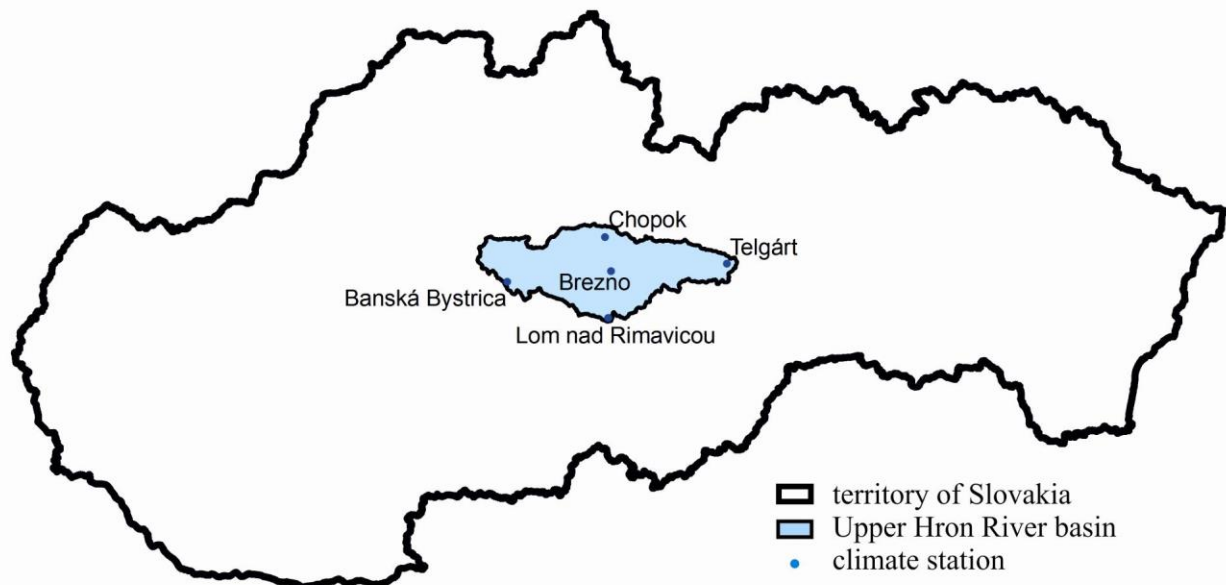 Chopok
Telgárt
Brezno
Banská Bystrica
Lom nad Rimavicou
territory of Slovakia
Upper Hron River basin
climate station